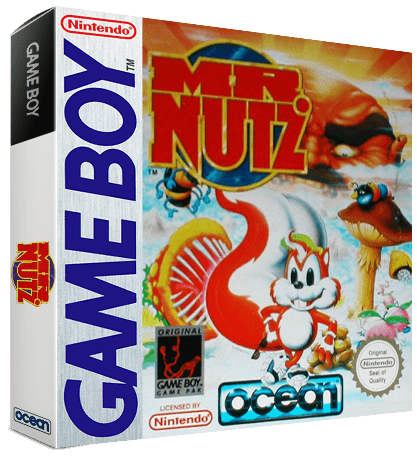 GAME BOY
MR.
NUTZ
ocean
Nintendo®
GAME BOY™
MR.
NUTZ
™
ORIGINAL
GAME BOY
GAME PAK
LICENSED BY
Nintendo
ocean
Original
Nintendo
Seal of
Quality